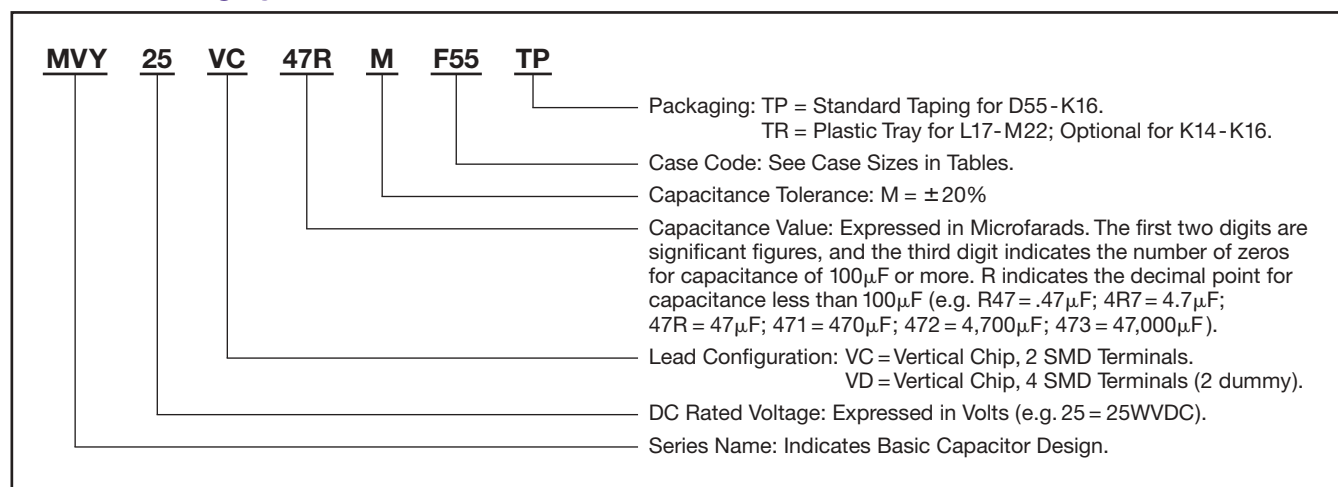 MVY 25 VC 47R M F55 TP
Packaging: TP = Standard Taping for D55-K16.
TR = Plastic Tray for L17-M22; Optional for K14-K16.
Case Code: See Case Sizes in Tables.
Capacitance Tolerance: M = ±20%
Capacitance Value: Expressed in Microfarads. The first two digits are
significant figures, and the third digit indicates the number of zeros
for capacitance of 100µF or more. R indicates the decimal point for
capacitance less than 100µF (e.g. R47 = .47µF; 4R7 = 4.7µF;
47R = 47µF; 471 = 470µF; 472 = 4,700µF; 473 = 47,000µF).
Lead Configuration: VC = Vertical Chip, 2 SMD Terminals.
VD = Vertical Chip, 4 SMD Terminals (2 dummy).
DC Rated Voltage: Expressed in Volts (e.g. 25 = 25WVDC).
Series Name: Indicates Basic Capacitor Design.